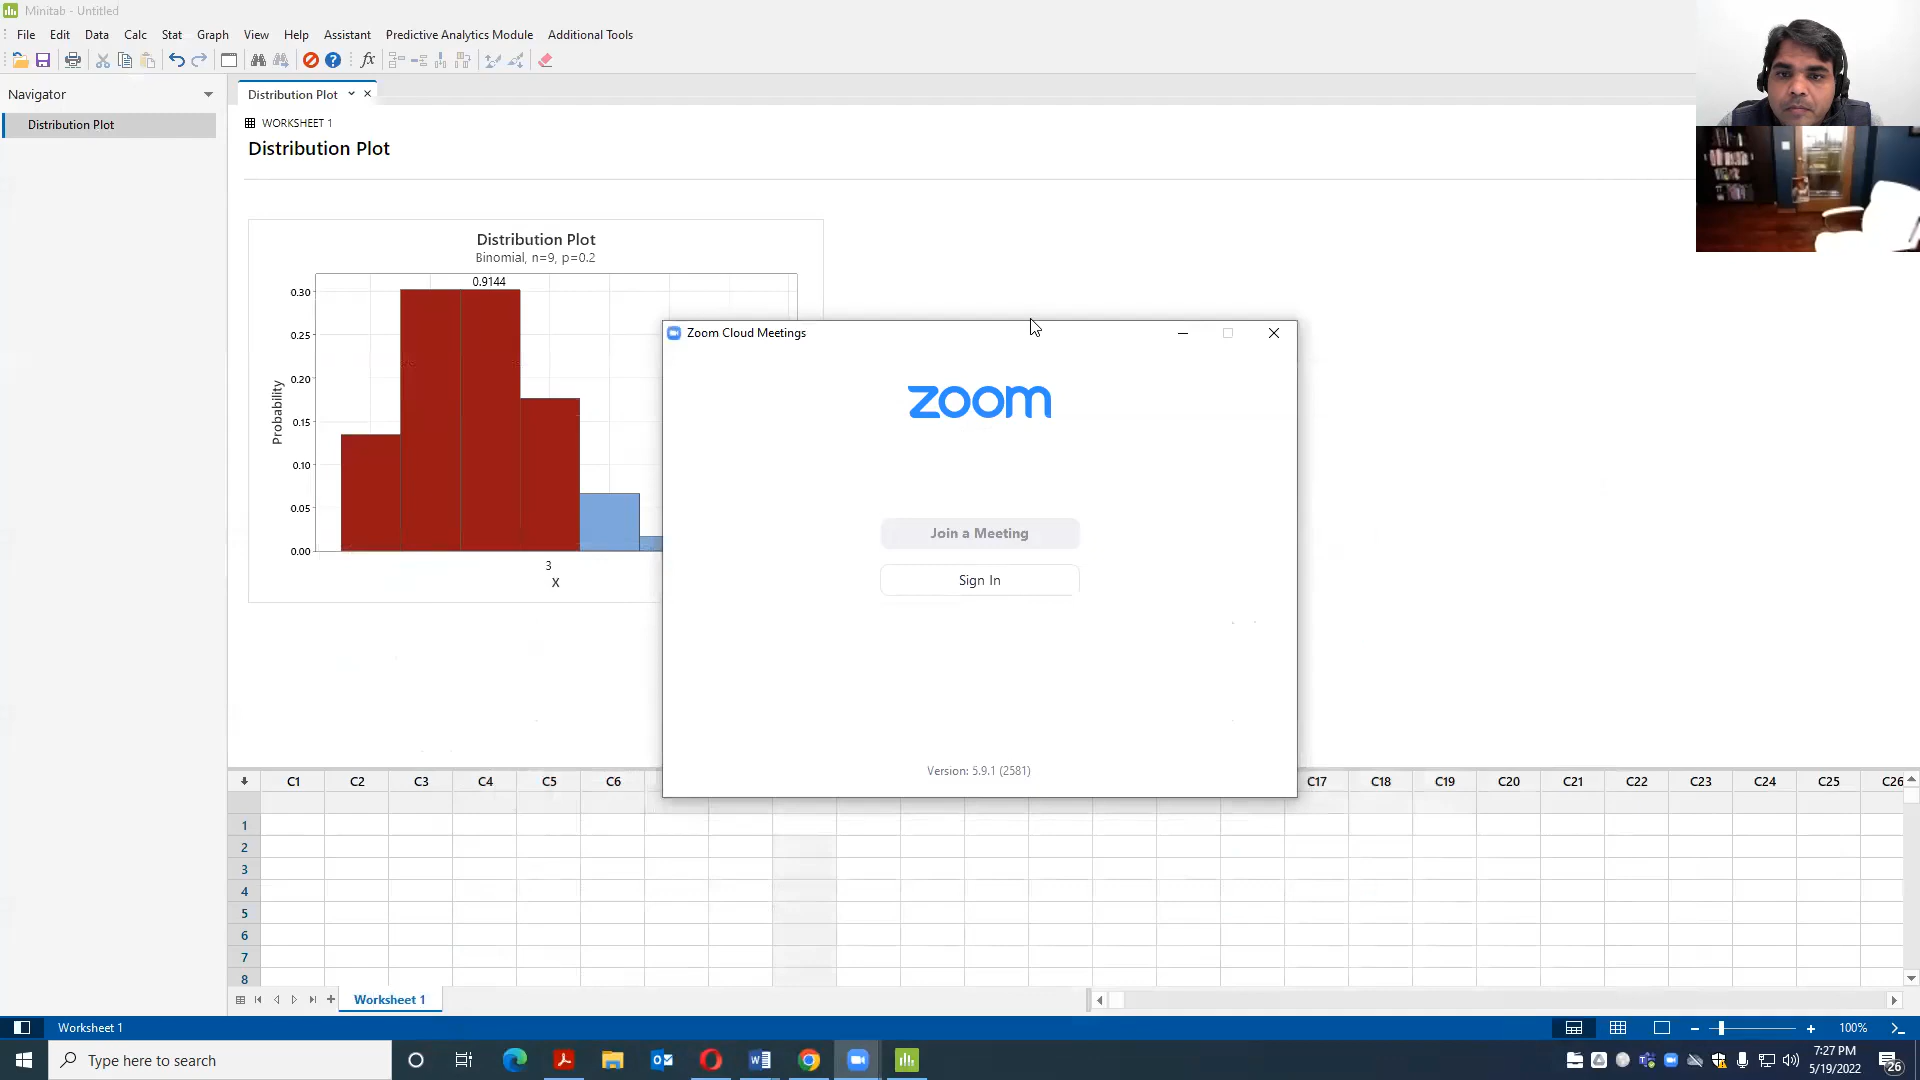 Minitab - Untitled
File Edit Data Calc Stat Graph View Help Assistant Predictive Analytics Module Additional Tools
fx
Navigator
Distribution Plot
Distribution Plot
WORKSHEET 1
Distribution Plot
Distribution Plot
Binomial, n=9, p=0.2
0.9144
0.30
0.25
0.20
0.15
0.10
0.05
0.00
Probability
3
X
Zoom Cloud Meetings
zoom
Join a Meeting
Sign In
Version: 5.9.1 (2581)
C1 C2 C3 C4 C5 C6 C17 C18 C19 C20 C21 C22 C23 C24 C25 C26
1
2
3
4
5
6
7
8
Worksheet 1
Worksheet 1
100%
Type here to search
7:27 PM
5/19/2022
26